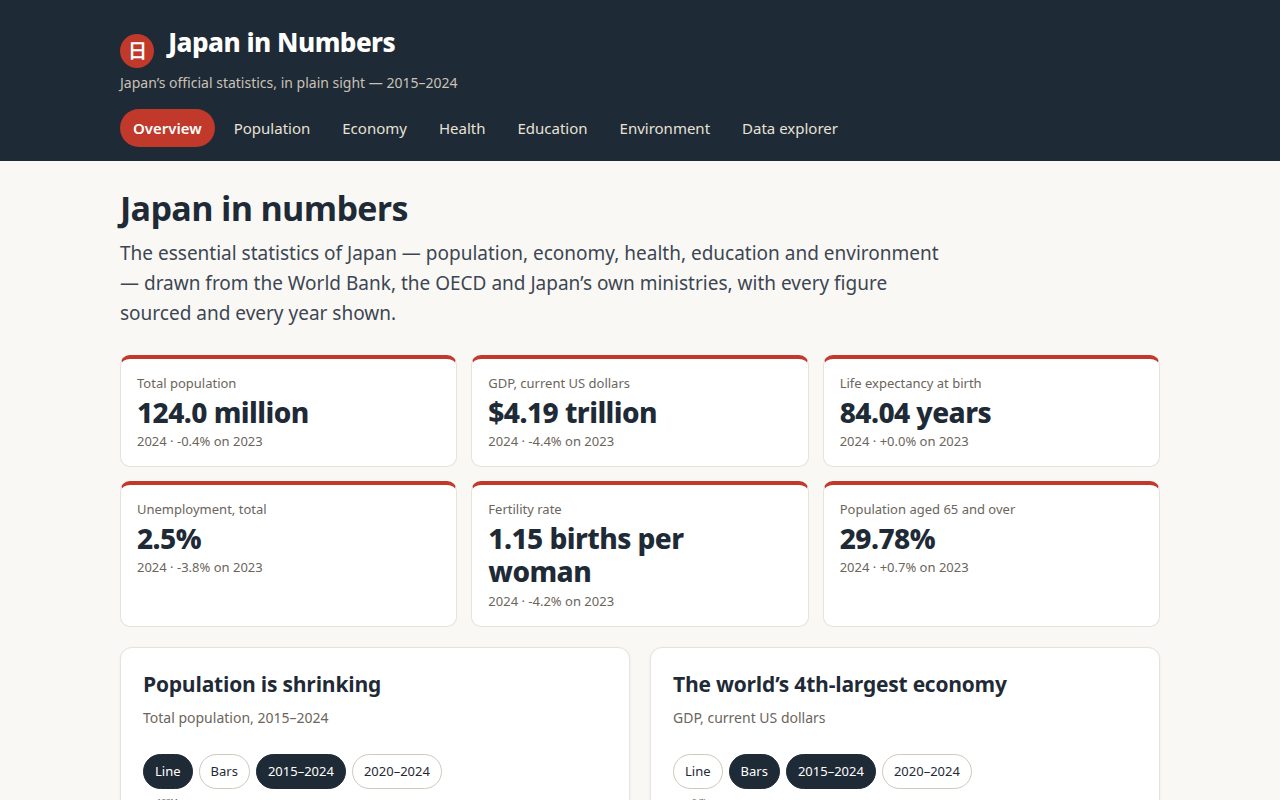 日 Japan in Numbers
Japan’s official statistics, in plain sight — 2015–2024
Overview Population Economy Health Education Environment Data explorer
Japan in numbers
The essential statistics of Japan — population, economy, health, education and environment
— drawn from the World Bank, the OECD and Japan’s own ministries, with every figure
sourced and every year shown.
Total population
124.0 million
2024 · -0.4% on 2023
GDP, current US dollars
$4.19 trillion
2024 · -4.4% on 2023
Life expectancy at birth
84.04 years
2024 · +0.0% on 2023
Unemployment, total
2.5%
2024 · -3.8% on 2023
Fertility rate
1.15 births per
woman
2024 · -4.2% on 2023
Population aged 65 and over
29.78%
2024 · +0.7% on 2023
Population is shrinking
Total population, 2015–2024
Line Bars 2015–2024 2020–2024
The world’s 4th-largest economy
GDP, current US dollars
Line Bars 2015–2024 2020–2024